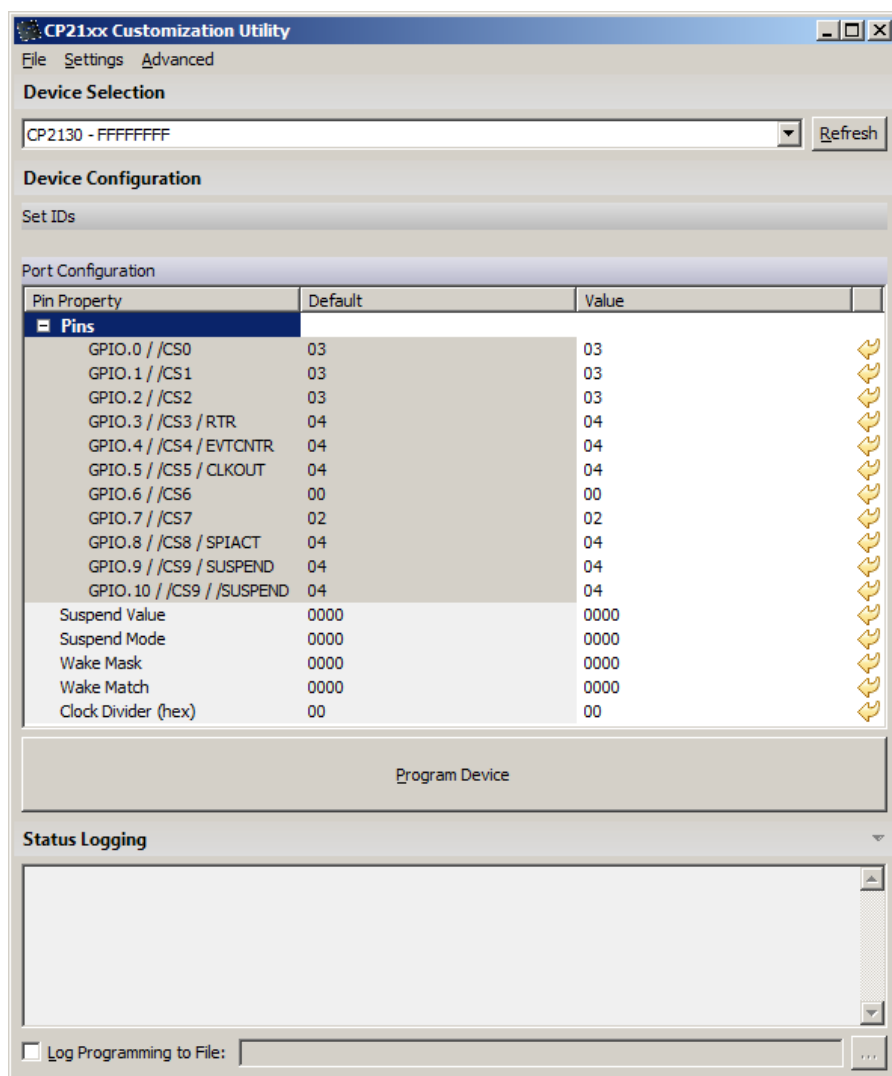 CP21xx Customization Utility
File Settings Advanced
Device Selection
CP2130 - FFFFFFFF Refresh
Device Configuration
Set IDs
Port Configuration
Pin Property Default Value
Pins
GPIO.0 / /CS0 03 03
GPIO.1 / /CS1 03 03
GPIO.2 / /CS2 03 03
GPIO.3 / /CS3 / RTR 04 04
GPIO.4 / /CS4 / EVTCNTR 04 04
GPIO.5 / /CS5 / CLKOUT 04 04
GPIO.6 / /CS6 00 00
GPIO.7 / /CS7 02 02
GPIO.8 / /CS8 / SPIACT 04 04
GPIO.9 / /CS9 / SUSPEND 04 04
GPIO.10 / /CS9 / /SUSPEND 04 04
Suspend Value 0000 0000
Suspend Mode 0000 0000
Wake Mask 0000 0000
Wake Match 0000 0000
Clock Divider (hex) 00 00
Program Device
Status Logging
Log Programming to File: ...